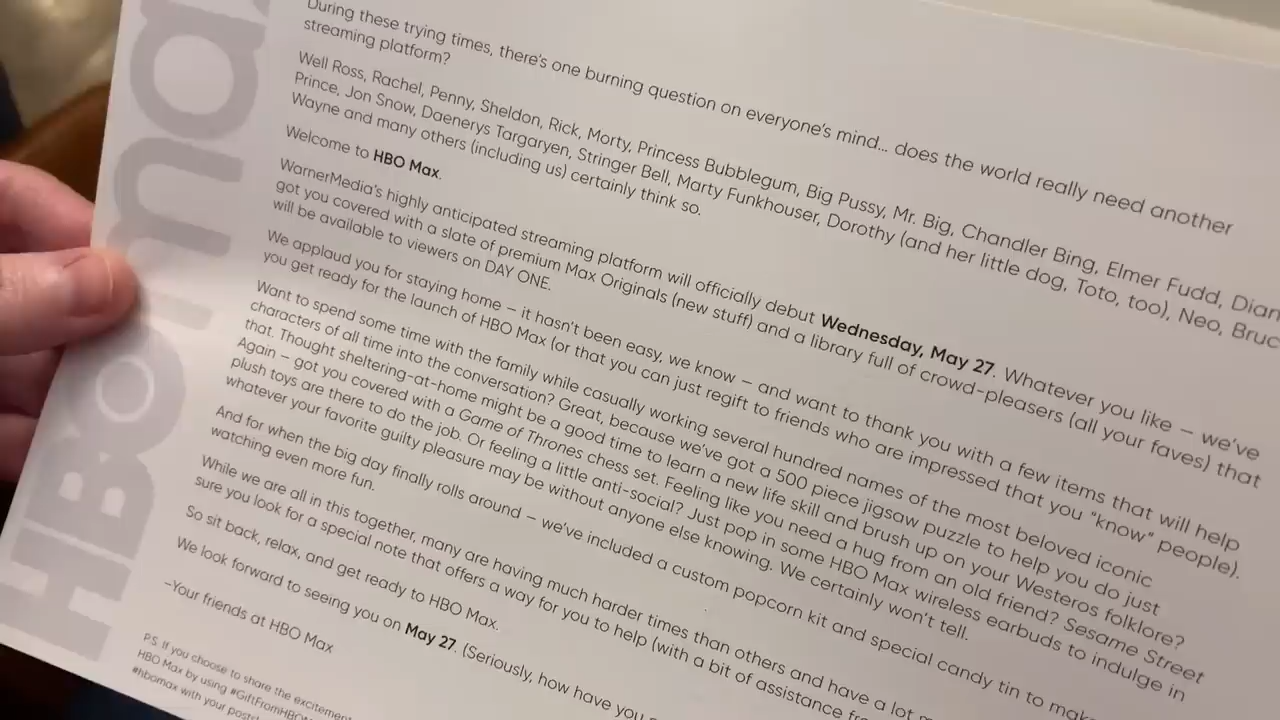 During these trying times, there's one burning question on everyone's mind... does the world really need another
streaming platform?
Well Ross, Rachel, Penny, Sheldon, Rick, Morty, Princess Bubblegum, Big Pussy, Mr. Big, Chandler Bing, Elmer Fudd,
Prince, Jon Snow, Daenerys Targaryen, Stringer Bell, Marty Funkhouser, Dorothy (and her little dog, Toto, too), Neo,
Wayne and many others (including us) certainly think so.
Welcome to HBO Max.
WarnerMedia's highly anticipated streaming platform will officially debut Wednesday, May 27. Whatever you like – we've
got you covered with a slate of premium Max Originals (new stuff) and a library full of crowd-pleasers (all your faves) that
will be available to viewers on DAY ONE.
We applaud you for staying home – it hasn't been easy, we know – and want to thank you with a few items that will help
you get ready for the launch of HBO Max (or that you can just regift to friends who are impressed that you "know" people).
Want to spend some time with the family while casually working several hundred names of the most beloved iconic
characters of all time into the conversation? Great, because we've got a 500 piece jigsaw puzzle to help you do just
that. Thought sheltering-at-home might be a good time to learn a new life skill and brush up on your Westeros folklore?
Again – got you covered with a Game of Thrones chess set. Feeling like you need a hug from an old friend? Sesame Street
plush toys are there to do the job. Or feeling a little anti-social? Just pop in some HBO Max wireless earbuds to indulge in
whatever your favorite guilty pleasure may be without anyone else knowing. We certainly won't tell.
And for when the big day finally rolls around – we've included a custom popcorn kit and special candy tin to make
watching even more fun.
While we are all in this together, many are having much harder times than others and have a lot
sure you look for a special note that offers a way for you to help (with a bit of assistance
So sit back, relax, and get ready to HBO Max.
We look forward to seeing you on May 27. (Seriously, how have you
–Your friends at HBO Max
P.S. If you choose to share the excitement
HBO Max by using
#hbomax with your
HBO max